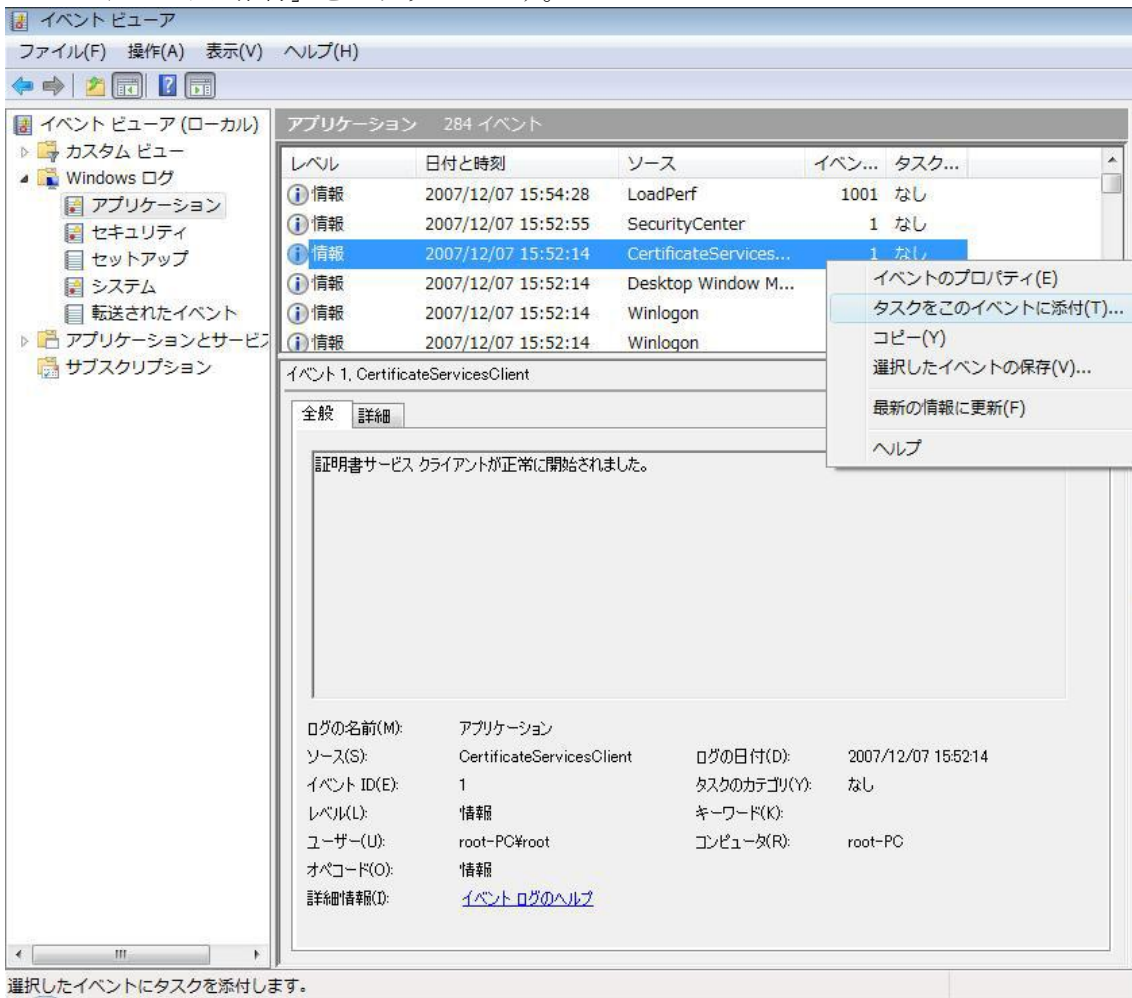 イベント ビューア
ファイル(F) 操作(A) 表示(V) ヘルプ(H)
イベント ビューア (ローカル)
カスタム ビュー
Windows ログ
アプリケーション
セキュリティ
セットアップ
システム
転送されたイベント
アプリケーションとサービス
サブスクリプション
アプリケーション 284 イベント
レベル 日付と時刻 ソース イベン... タスク...
情報 2007/12/07 15:54:28 LoadPerf 1001 なし
情報 2007/12/07 15:52:55 SecurityCenter 1 なし
情報 2007/12/07 15:52:14 CertificateServices... 1 なし
情報 2007/12/07 15:52:14 Desktop Window M...
情報 2007/12/07 15:52:14 Winlogon
情報 2007/12/07 15:52:14 Winlogon
イベントのプロパティ(E)
タスクをこのイベントに添付(T)...
コピー(Y)
選択したイベントの保存(V)...
最新の情報に更新(F)
ヘルプ
イベント 1, CertificateServicesClient
全般 詳細
証明書サービス クライアントが正常に開始されました。
ログの名前(M): アプリケーション
ソース(S): CertificateServicesClient ログの日付(D): 2007/12/07 15:52:14
イベント ID(E): 1 タスクのカテゴリ(Y): なし
レベル(L): 情報 キーワード(K):
ユーザー(U): root-PC¥root コンピュータ(R): root-PC
オペコード(O): 情報
詳細情報(I): イベント ログのヘルプ
選択したイベントにタスクを添付します。